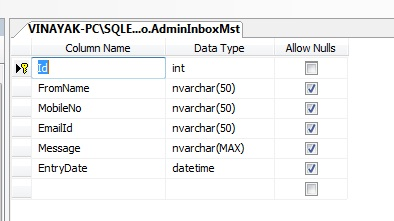 VINAYAK-PC\SQLE...o.AdminInboxMst
Column Name Data Type Allow Nulls
Id int
FromName nvarchar(50)
MobileNo nvarchar(50)
EmailId nvarchar(50)
Message nvarchar(MAX)
EntryDate datetime